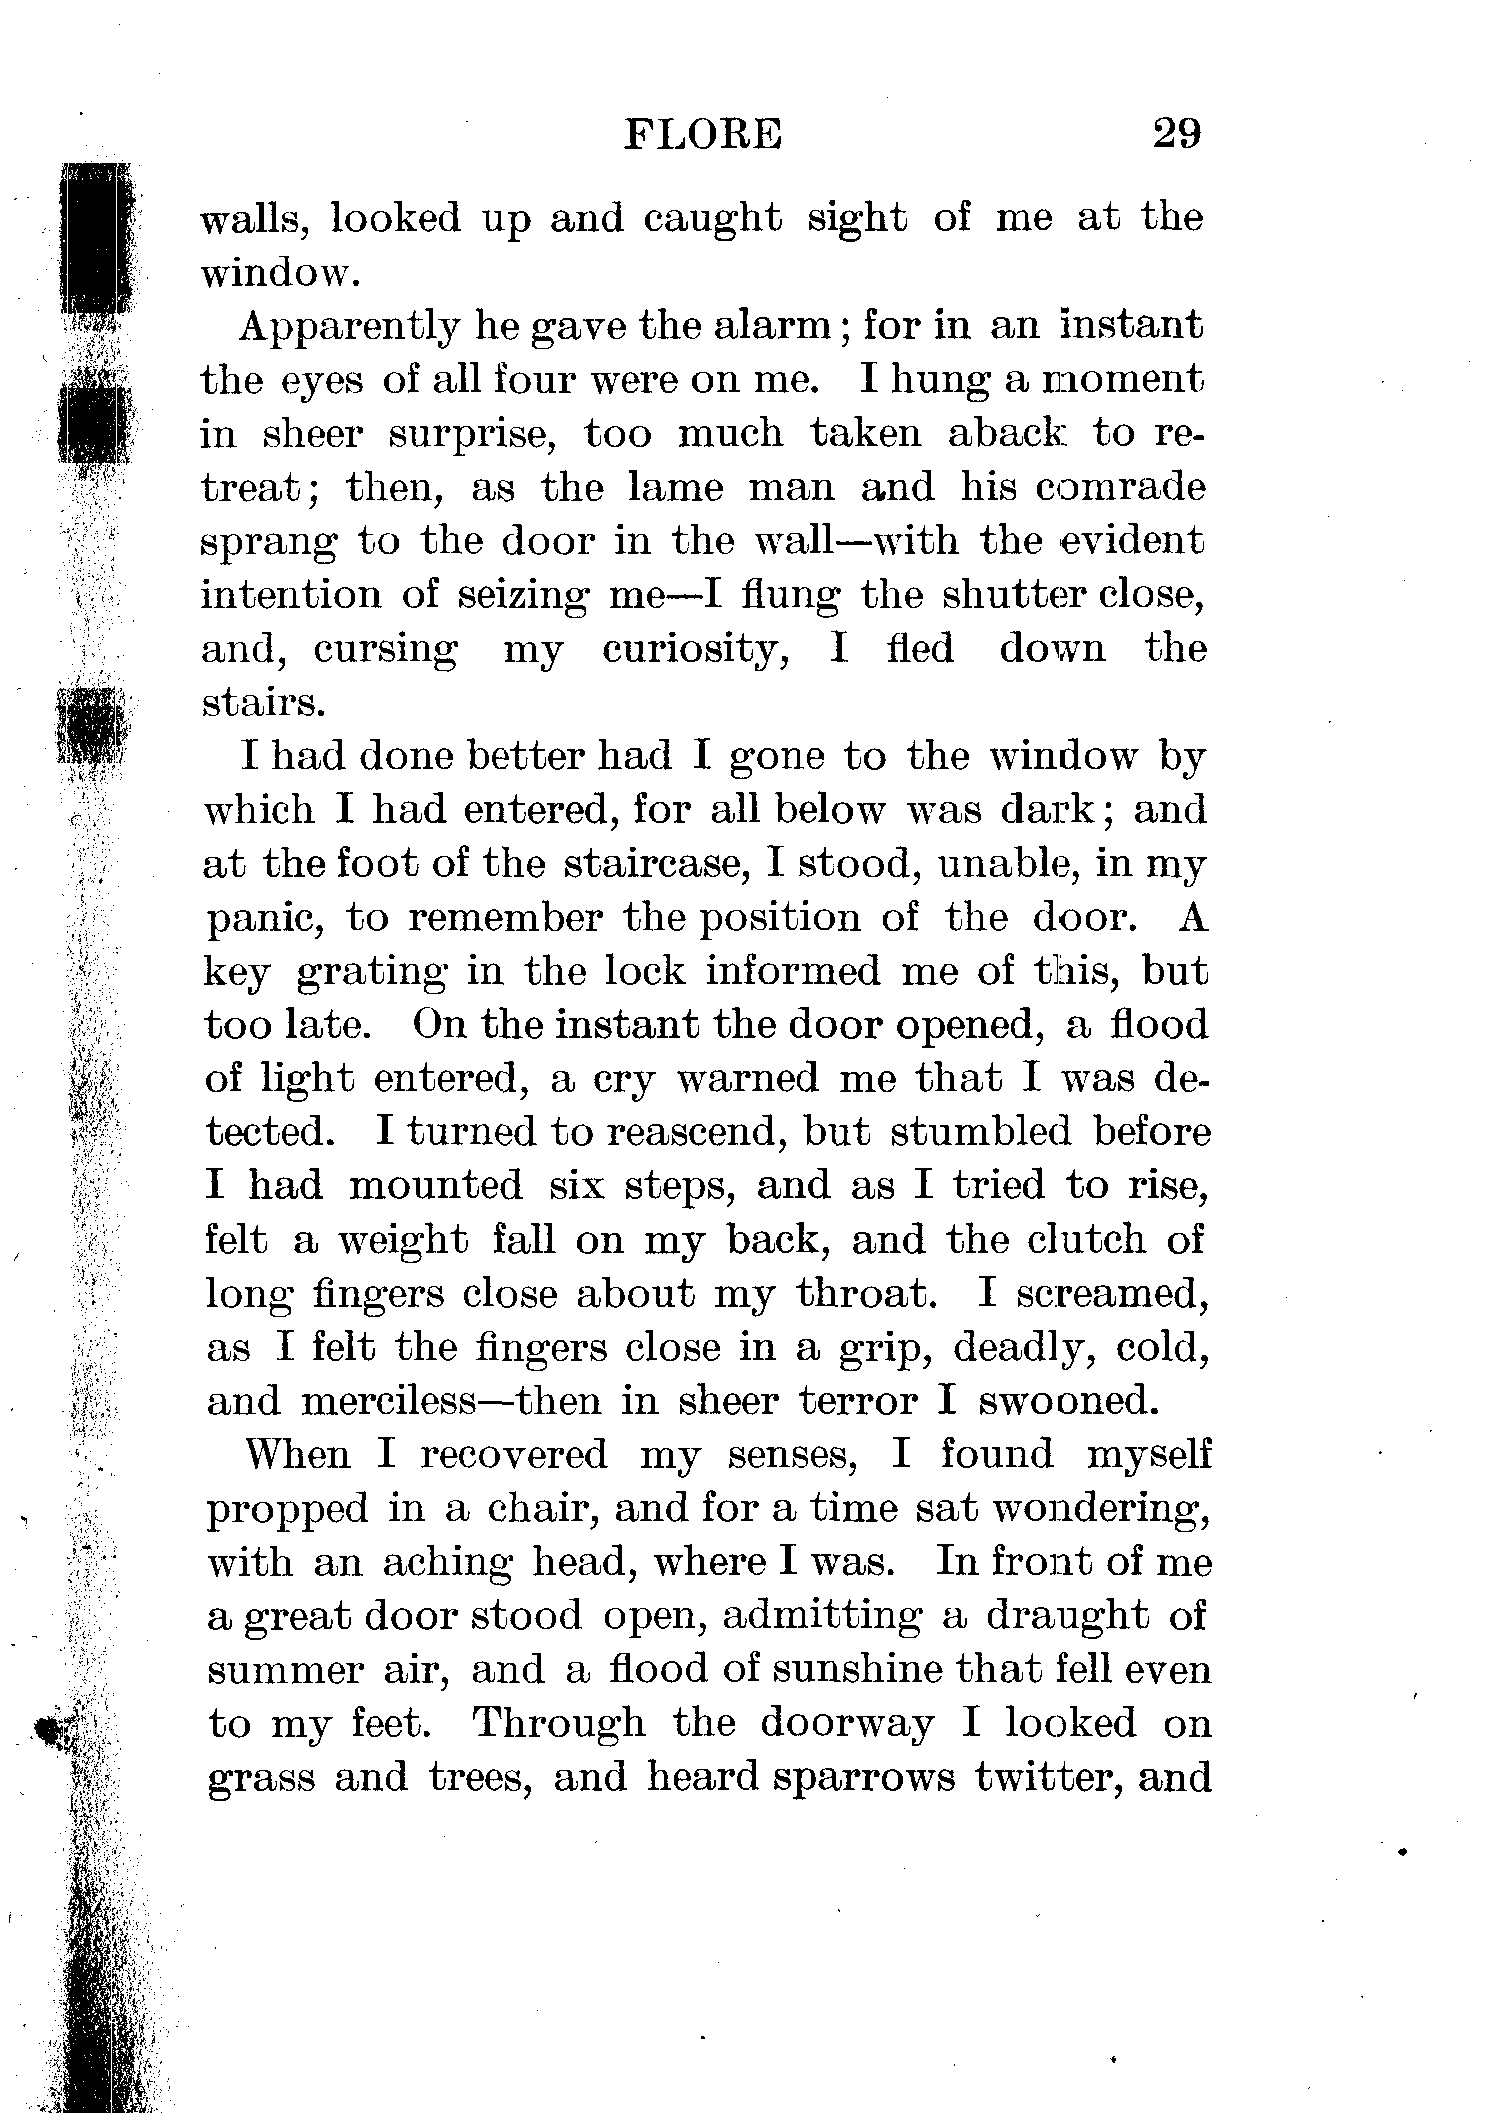 FLORE 29
walls, looked up and caught sight of me at the
window.
Apparently he gave the alarm; for in an instant
the eyes of all four were on me. I hung a moment
in sheer surprise, too much taken aback to re-
treat; then, as the lame man and his comrade
sprang to the door in the wall—with the evident
intention of seizing me—I flung the shutter close,
and, cursing my curiosity, I fled down the
stairs.
I had done better had I gone to the window by
which I had entered, for all below was dark; and
at the foot of the staircase, I stood, unable, in my
panic, to remember the position of the door. A
key grating in the lock informed me of this, but
too late. On the instant the door opened, a flood
of light entered, a cry warned me that I was de-
tected. I turned to reascend, but stumbled before
I had mounted six steps, and as I tried to rise,
felt a weight fall on my back, and the clutch of
long fingers close about my throat. I screamed,
as I felt the fingers close in a grip, deadly, cold,
and merciless—then in sheer terror I swooned.
When I recovered my senses, I found myself
propped in a chair, and for a time sat wondering,
with an aching head, where I was. In front of me
a great door stood open, admitting a draught of
summer air, and a flood of sunshine that fell even
to my feet. Through the doorway I looked on
grass and trees, and heard sparrows twitter, and